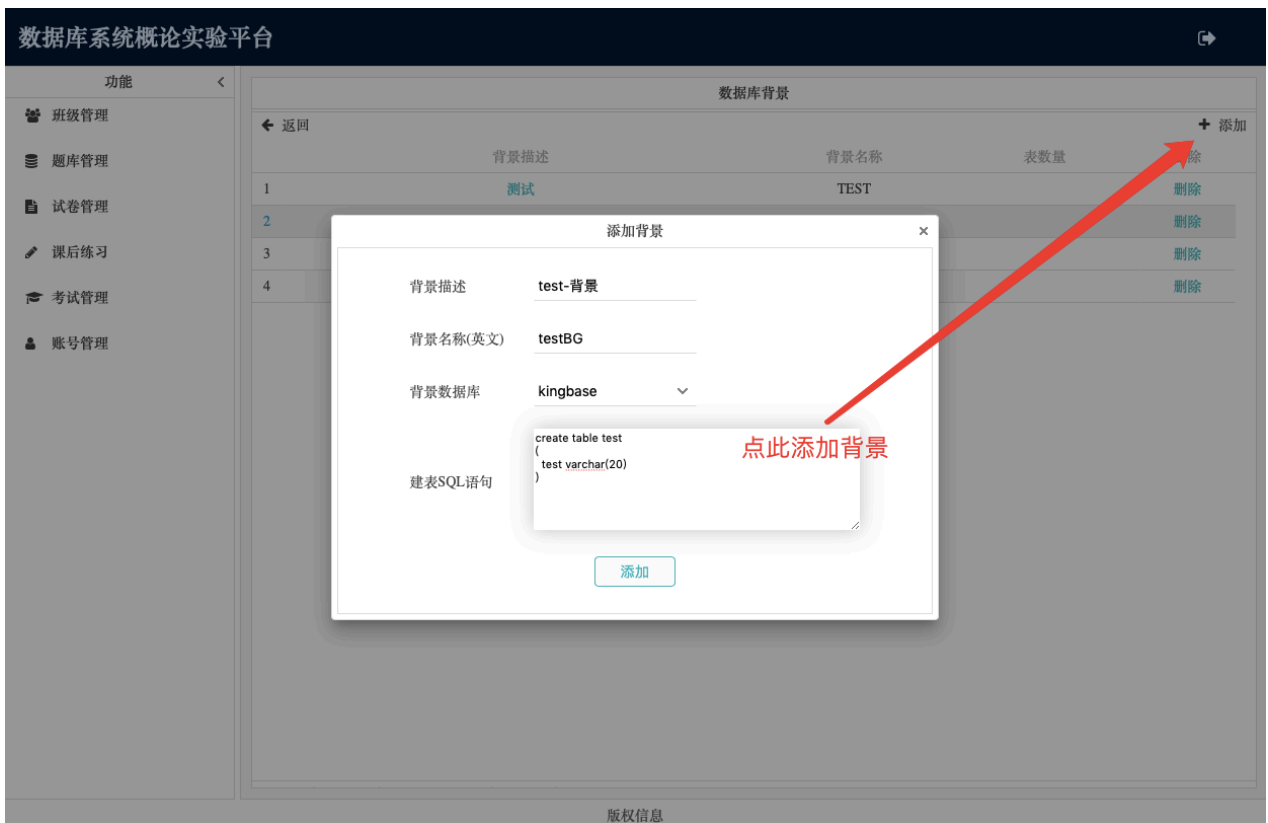 数据库系统概论实验平台
功能
班级管理
题库管理
试卷管理
课后练习
考试管理
账号管理
数据库背景
返回 添加
背景描述 背景名称 表数量 除
1 测试 TEST 删除
2 删除
3 删除
4 删除
添加背景 ×
背景描述 test-背景
背景名称(英文) testBG
背景数据库 kingbase
建表SQL语句
create table test
(
test varchar(20)
)
点此添加背景
添加
版权信息